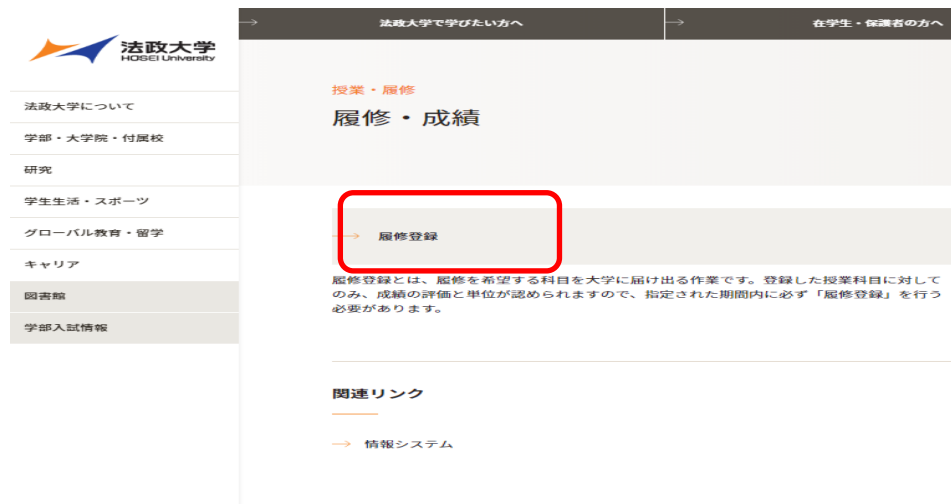 法政大学で学びたい方へ
在学生・保護者の方へ
法政大学
HOSEI University
法政大学について
学部・大学院・付属校
研究
学生生活・スポーツ
グローバル教育・留学
キャリア
図書館
学部入試情報
授業・履修
履修・成績
履修登録
履修登録とは、履修を希望する科目を大学に届け出る作業です。登録した授業科目に対して
のみ、成績の評価と単位が認められますので、指定された期間内に必ず「履修登録」を行う
必要があります。
関連リンク
情報システム